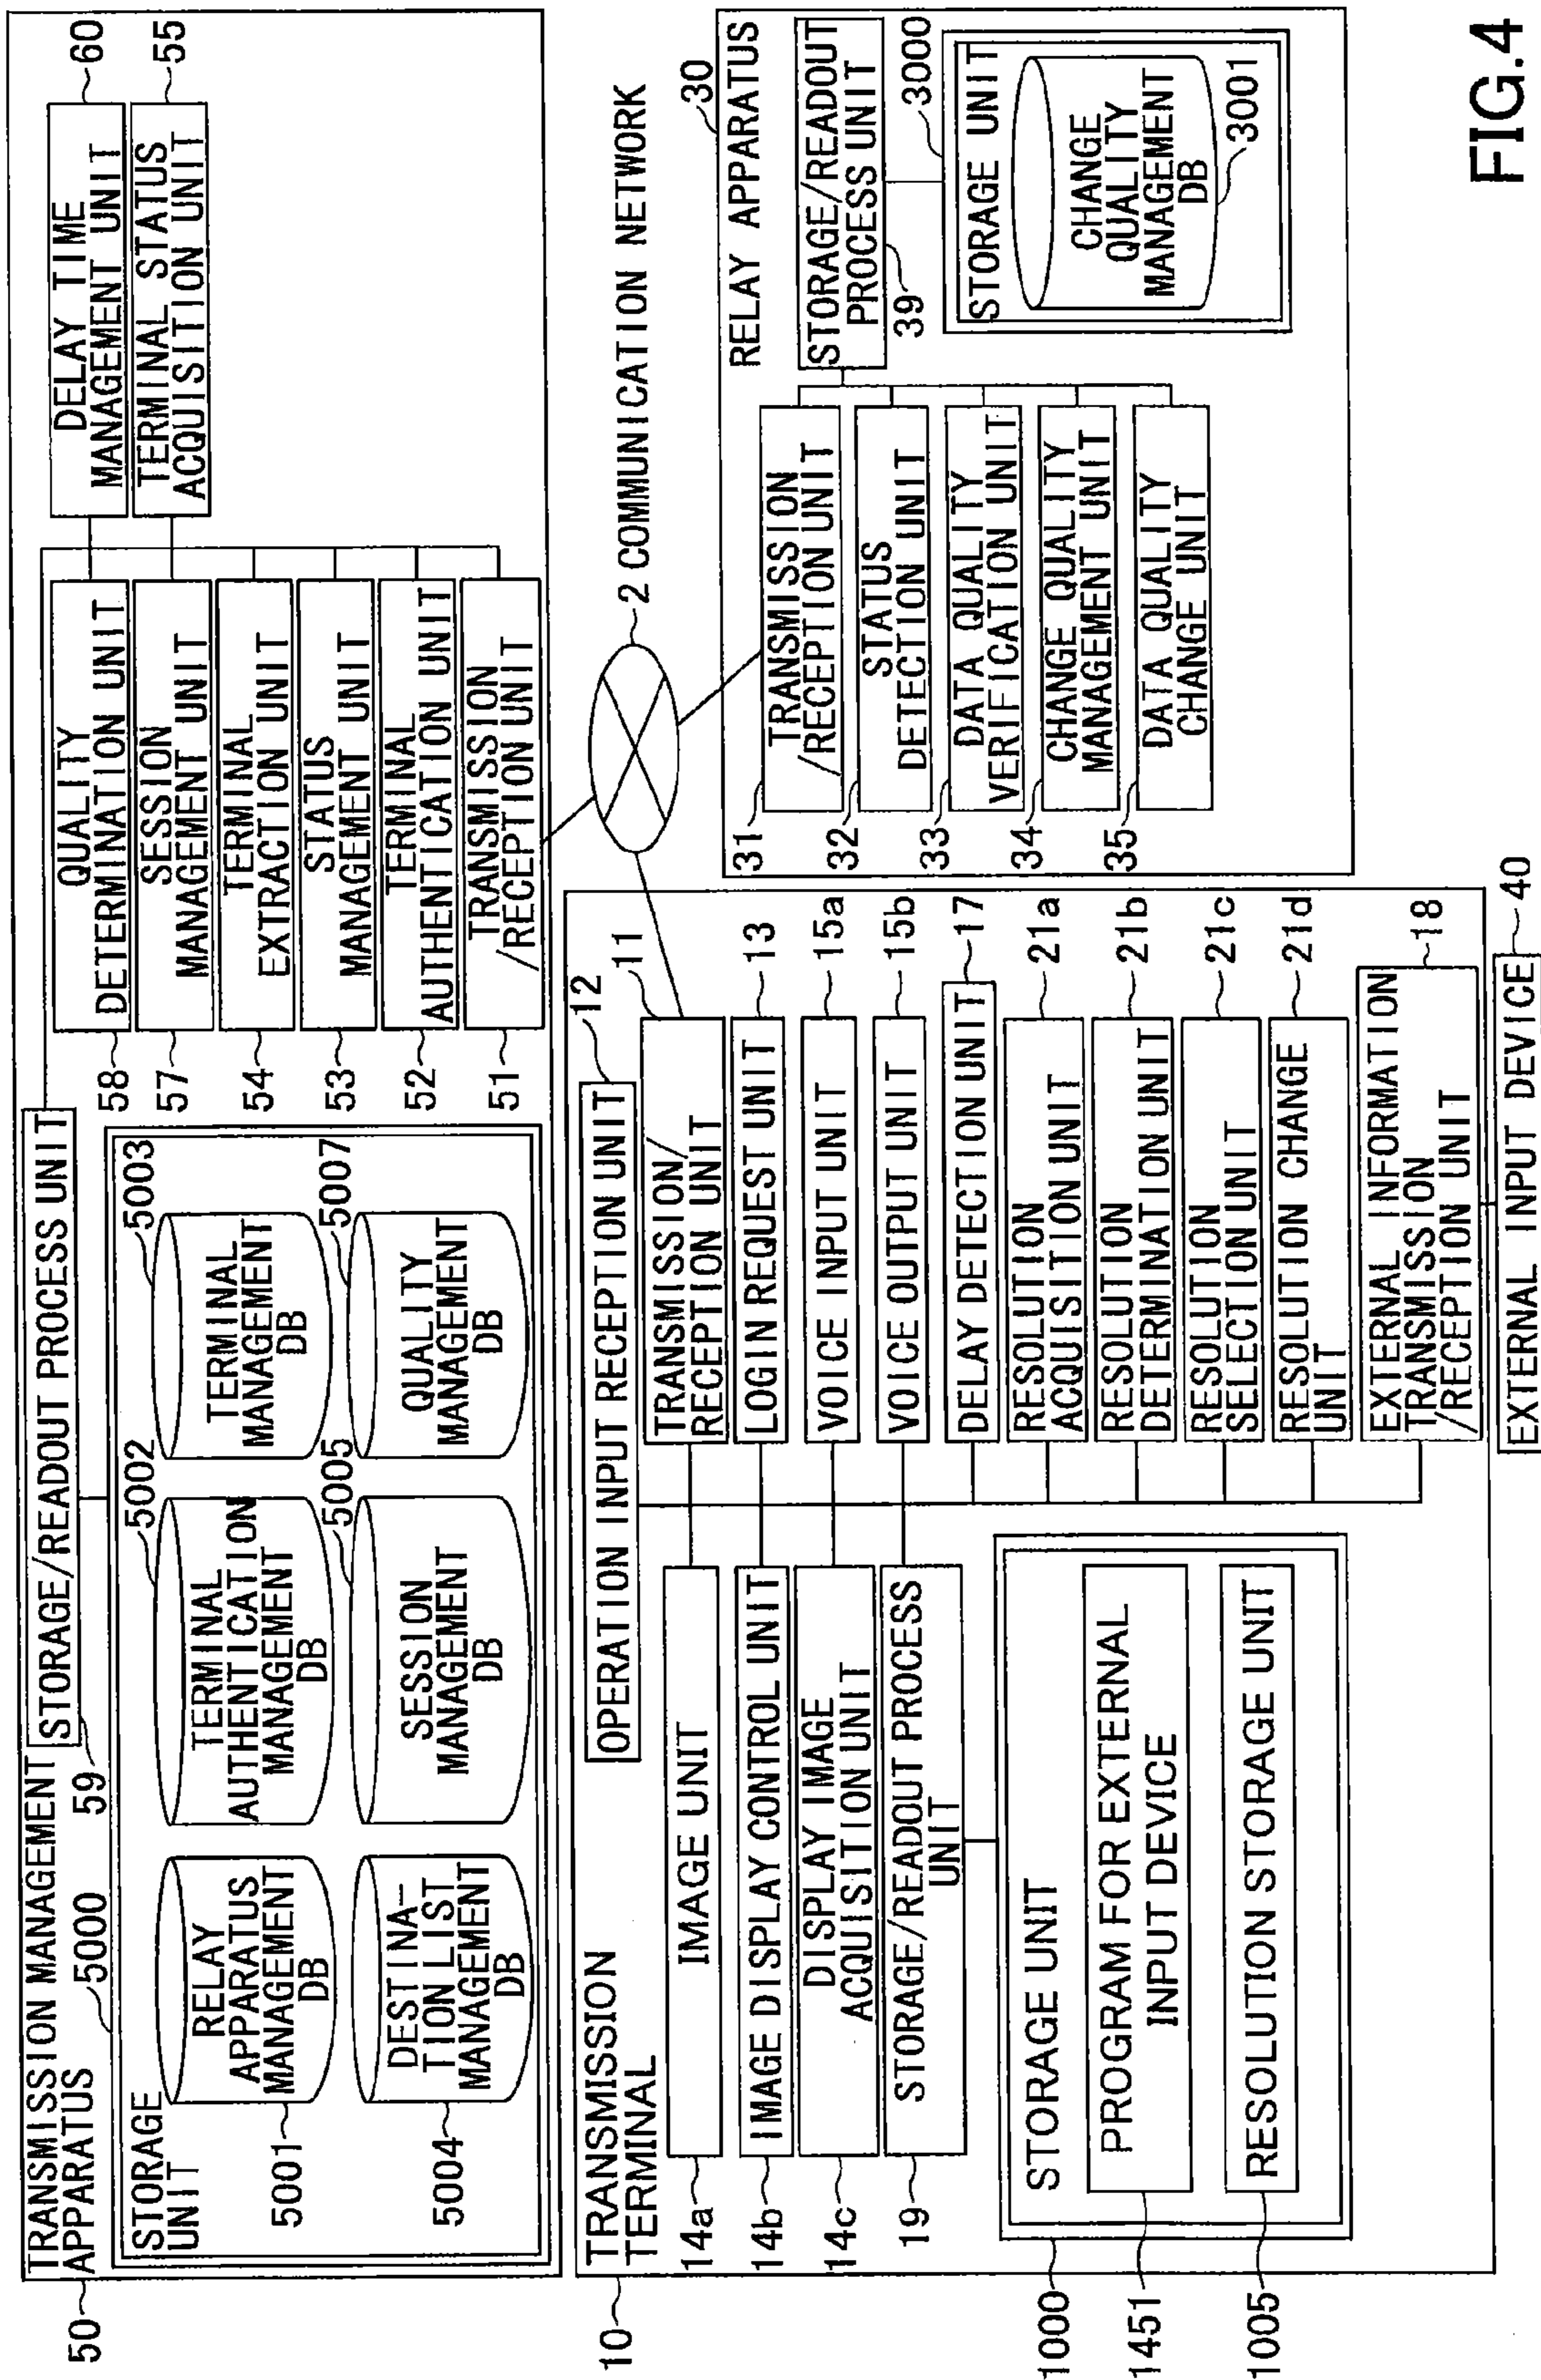 50
TRANSMISSION MANAGEMENT
APPARATUS
STORAGE/READOUT PROCESS UNIT
59
5000
STORAGE
UNIT
RELAY
APPARATUS
MANAGEMENT
DB
5001
TERMINAL
AUTHENTICATION
MANAGEMENT
DB
5002
TERMINAL
MANAGEMENT
DB
5003
DESTINA-
TION LIST
MANAGEMENT
DB
5004
SESSION
MANAGEMENT
DB
5005
QUALITY
MANAGEMENT
DB
5007
58
QUALITY
DETERMINATION UNIT
57
SESSION
MANAGEMENT UNIT
54
TERMINAL
EXTRACTION UNIT
53
STATUS
MANAGEMENT UNIT
52
TERMINAL
AUTHENTICATION UNIT
51
TRANSMISSION
/RECEPTION UNIT
DELAY TIME
MANAGEMENT UNIT
60
TERMINAL STATUS
ACQUISITION UNIT
55
2 COMMUNICATION NETWORK
10
TRANSMISSION
TERMINAL
OPERATION INPUT RECEPTION UNIT
12
14a
IMAGE UNIT
14b
IMAGE DISPLAY CONTROL UNIT
14c
DISPLAY IMAGE
ACQUISITION UNIT
19
STORAGE/READOUT PROCESS
UNIT
1000
STORAGE UNIT
1451
PROGRAM FOR EXTERNAL
INPUT DEVICE
1005
RESOLUTION STORAGE UNIT
TRANSMISSION/
RECEPTION UNIT
11
LOGIN REQUEST UNIT
13
VOICE INPUT UNIT
15a
VOICE OUTPUT UNIT
15b
DELAY DETECTION UNIT
17
RESOLUTION
ACQUISITION UNIT
21a
RESOLUTION
DETERMINATION UNIT
21b
RESOLUTION
SELECTION UNIT
21c
RESOLUTION CHANGE
UNIT
21d
EXTERNAL INFORMATION
TRANSMISSION
/RECEPTION UNIT
18
EXTERNAL INPUT DEVICE
40
30
RELAY APPARATUS
31
TRANSMISSION
/RECEPTION UNIT
32
STATUS
DETECTION UNIT
33
DATA QUALITY
VERIFICATION UNIT
34
CHANGE QUALITY
MANAGEMENT UNIT
35
DATA QUALITY
CHANGE UNIT
STORAGE/READOUT
PROCESS UNIT
39
3000
STORAGE UNIT
CHANGE
QUALITY
MANAGEMENT
DB
3001
FIG.4